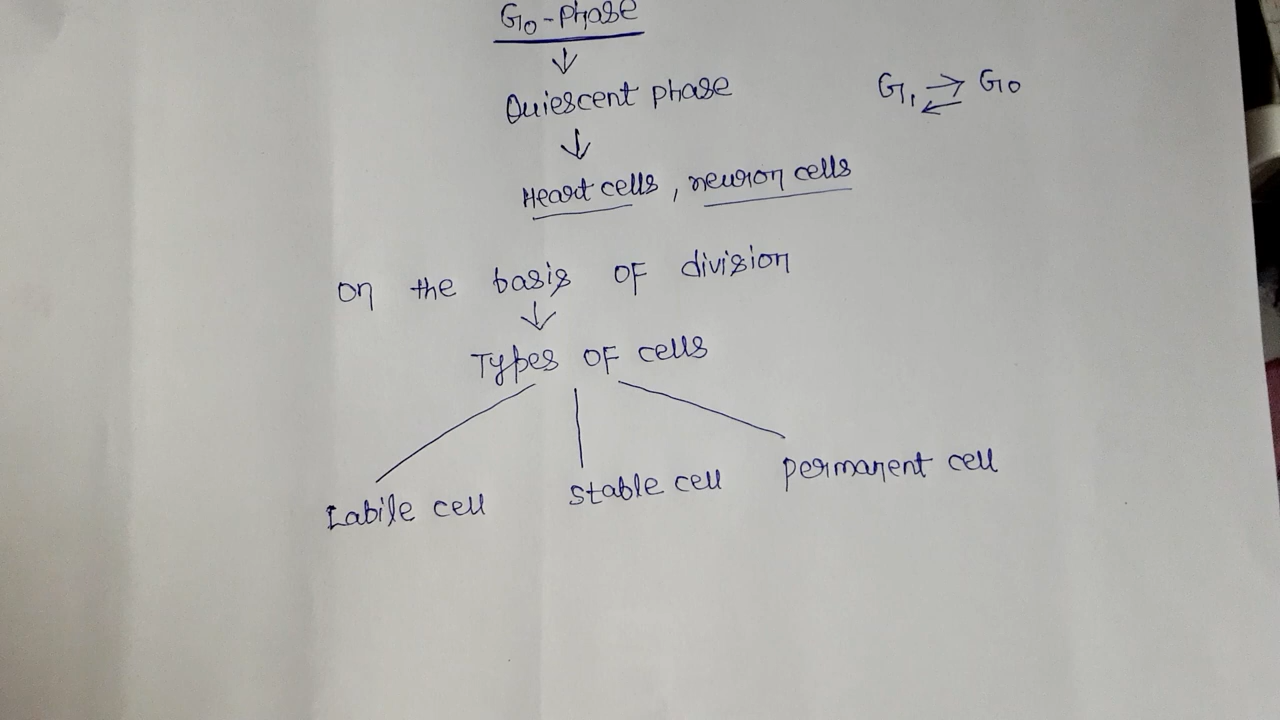 G0-Phase
↓
Quiescent phase
G1 ⇌ G0
↓
Heart cells, neuron cells
on the basis of division
↓
Types of cells
Labile cell
stable cell
permanent cell